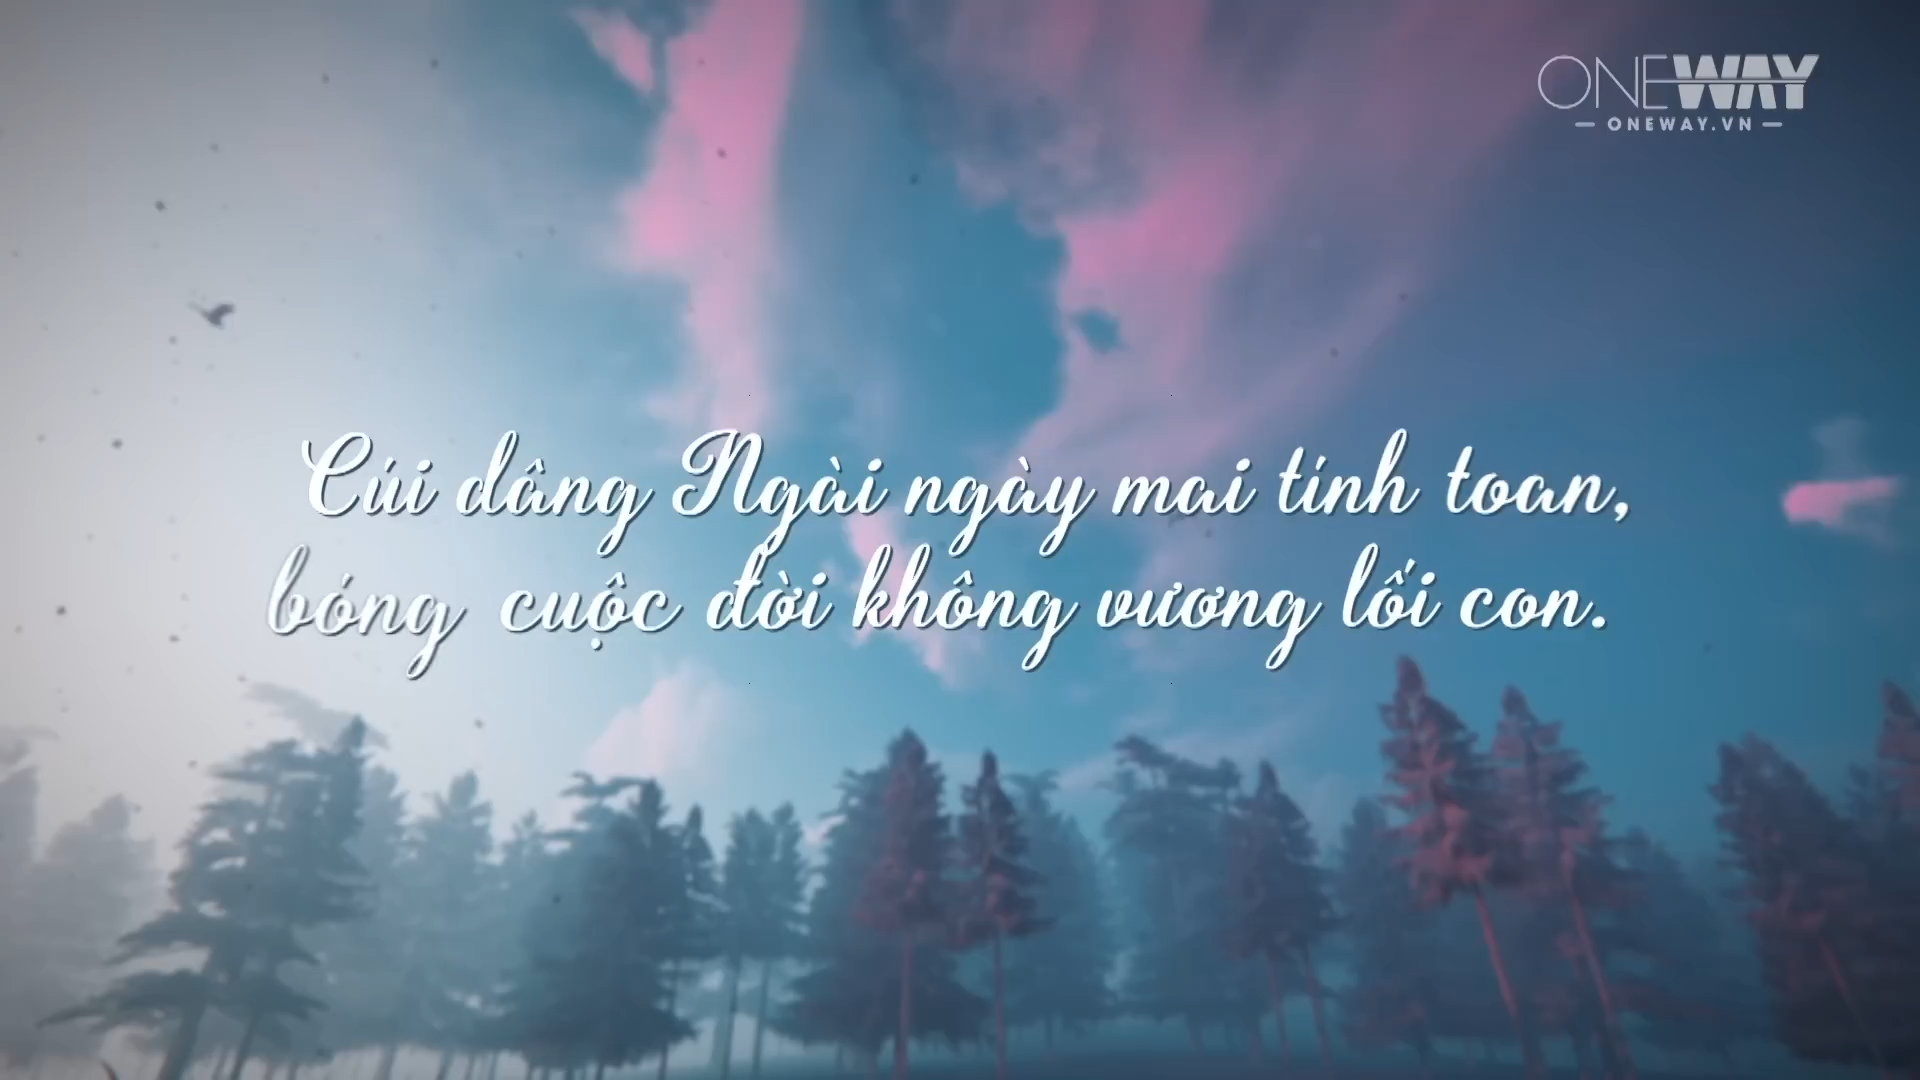 ONEWAY
ONEWAY.VN
Cúi dâng Ngài ngày mai tính toan,
bóng cuộc đời không vương lối con.